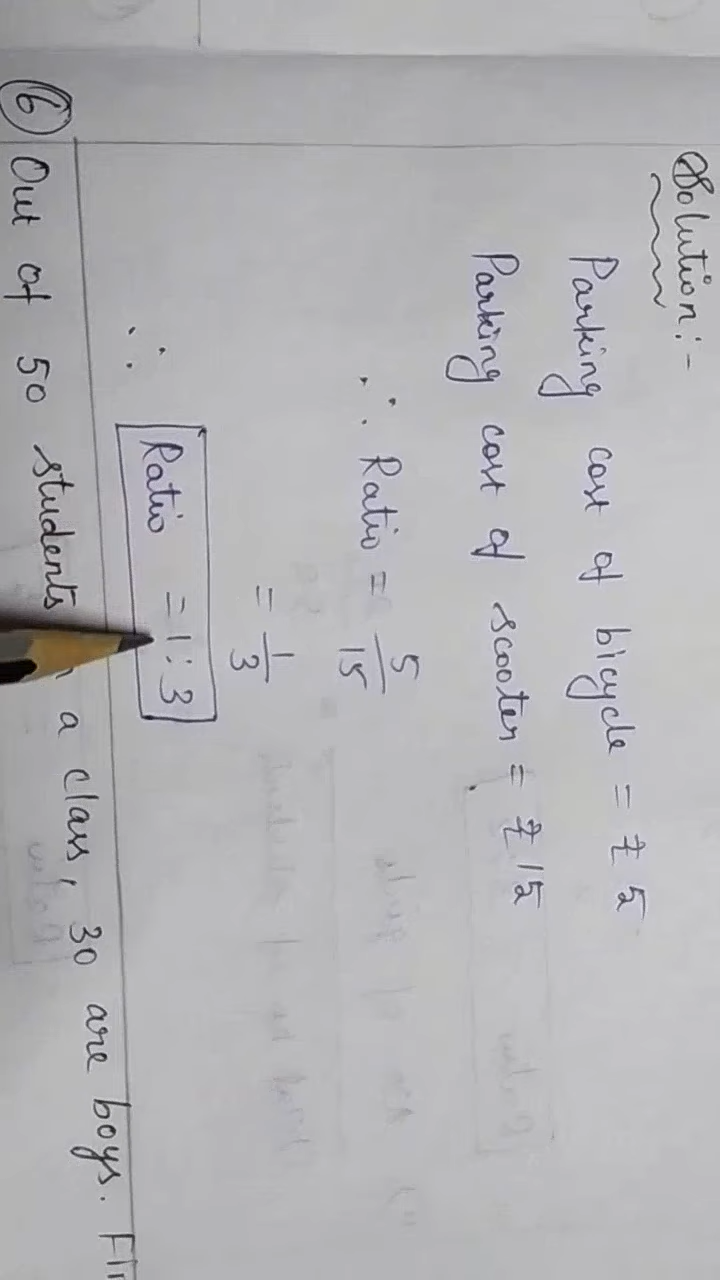 Solution :-
Parking cost of bicycle = ₹ 5
Parking cost of scooter = ₹ 15
∴ Ratio = 5/15
= 1/3
∴ Ratio = 1 : 3
6 Out of 50 students a class, 30 are boys.